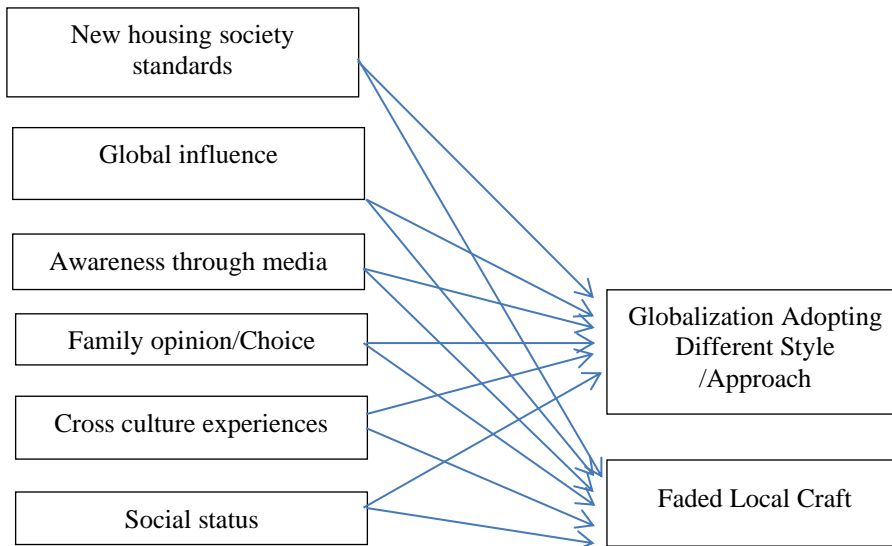 New housing society
standards
Global influence
Awareness through media
Family opinion/Choice
Cross culture experiences
Social status
Globalization Adopting
Different Style
/Approach
Faded Local Craft